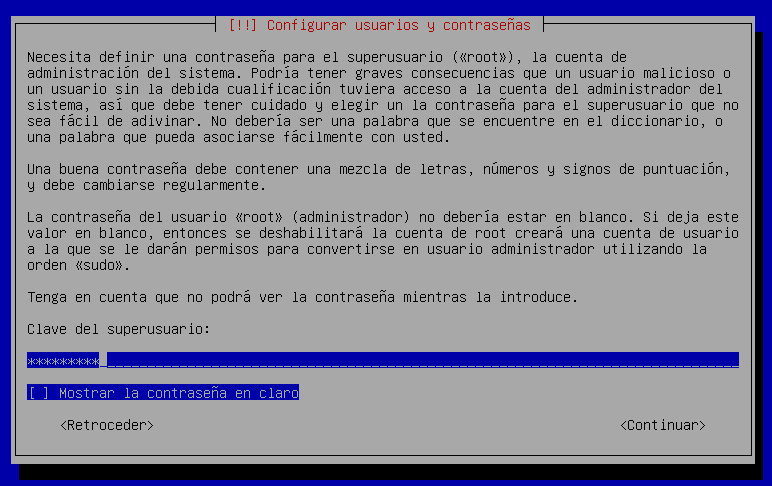 [!!] Configurar usuarios y contraseñas
Necesita definir una contraseña para el superusuario («root»), la cuenta de
administración del sistema. Podría tener graves consecuencias que un usuario malicioso o
un usuario sin la debida cualificación tuviera acceso a la cuenta del administrador del
sistema, así que debe tener cuidado y elegir un la contraseña para el superusuario que no
sea fácil de adivinar. No debería ser una palabra que se encuentre en el diccionario, o
una palabra que pueda asociarse fácilmente con usted.
Una buena contraseña debe contener una mezcla de letras, números y signos de puntuación,
y debe cambiarse regularmente.
La contraseña del usuario «root» (administrador) no debería estar en blanco. Si deja este
valor en blanco, entonces se deshabilitará la cuenta de root creará una cuenta de usuario
a la que se le darán permisos para convertirse en usuario administrador utilizando la
orden «sudo».
Tenga en cuenta que no podrá ver la contraseña mientras la introduce.
Clave del superusuario:
*********
[ ] Mostrar la contraseña en claro
<Retroceder> <Continuar>